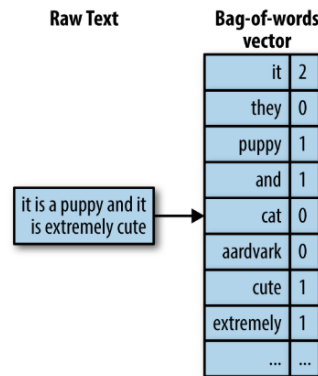 Raw Text
Bag-of-words
vector
it is a puppy and it
is extremely cute
it 2
they 0
puppy 1
and 1
cat 0
aardvark 0
cute 1
extremely 1
... ...